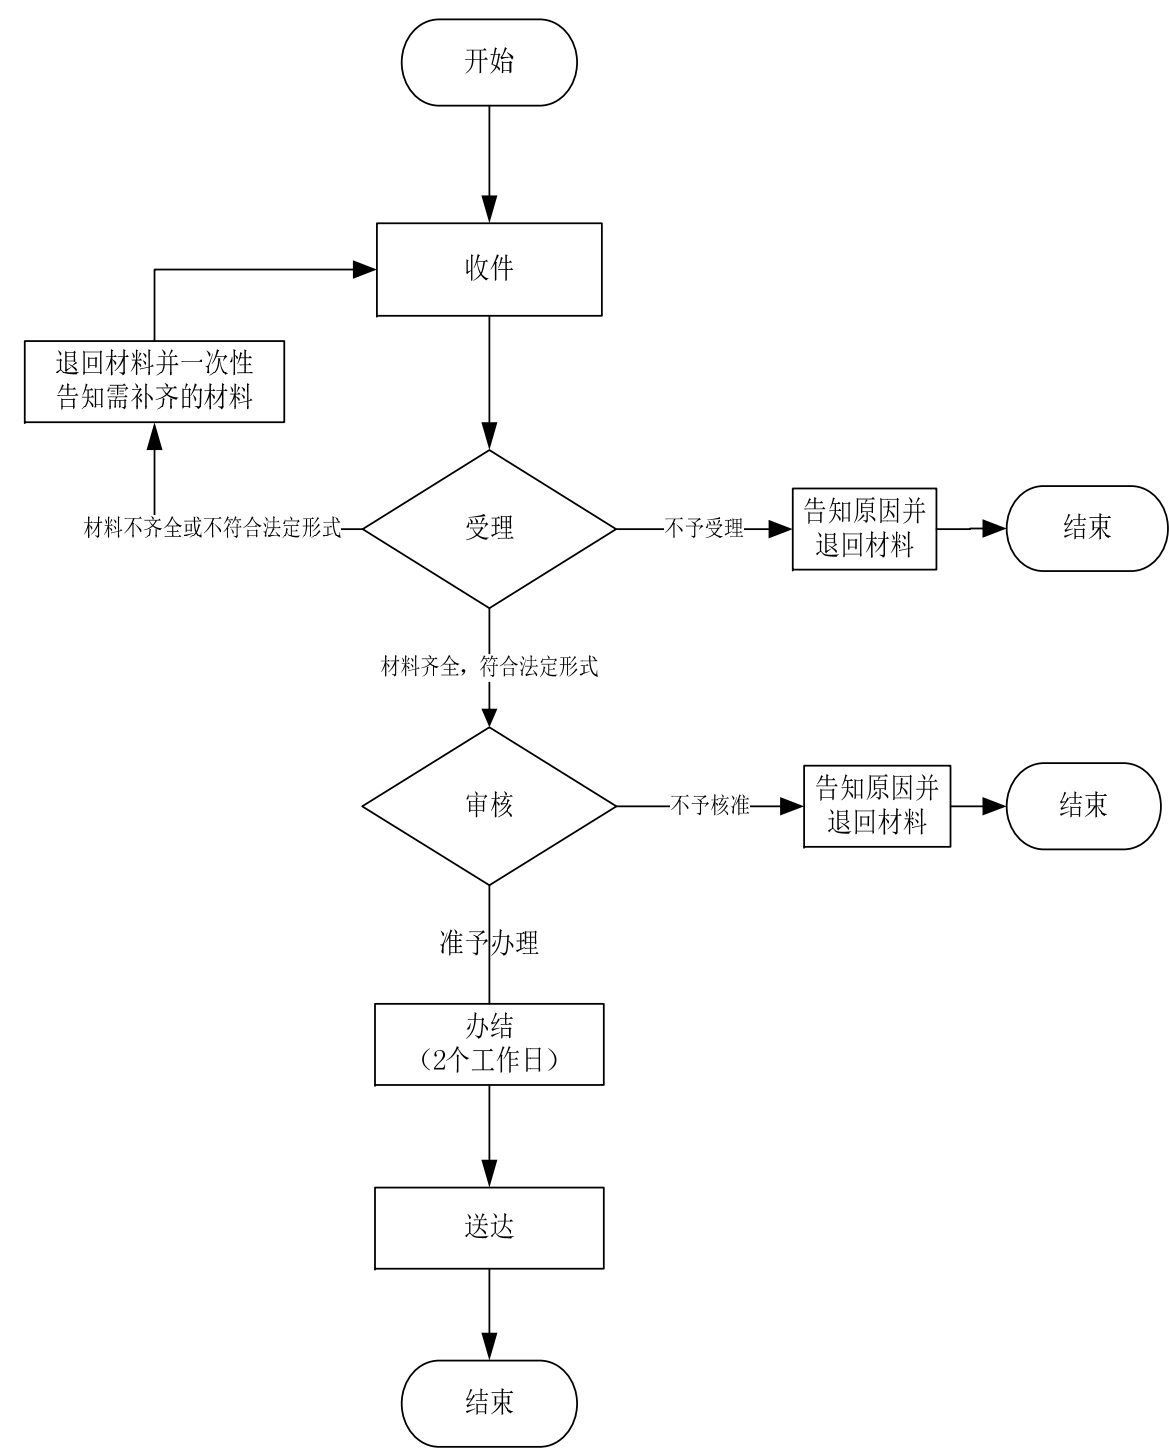 开始
收件
退回材料并一次性
告知需补齐的材料
材料不齐全或不符合法定形式
受理
不予受理
告知原因并
退回材料
结束
材料齐全，符合法定形式
审核
不予核准
告知原因并
退回材料
结束
准予办理
办结
（2个工作日）
送达
结束